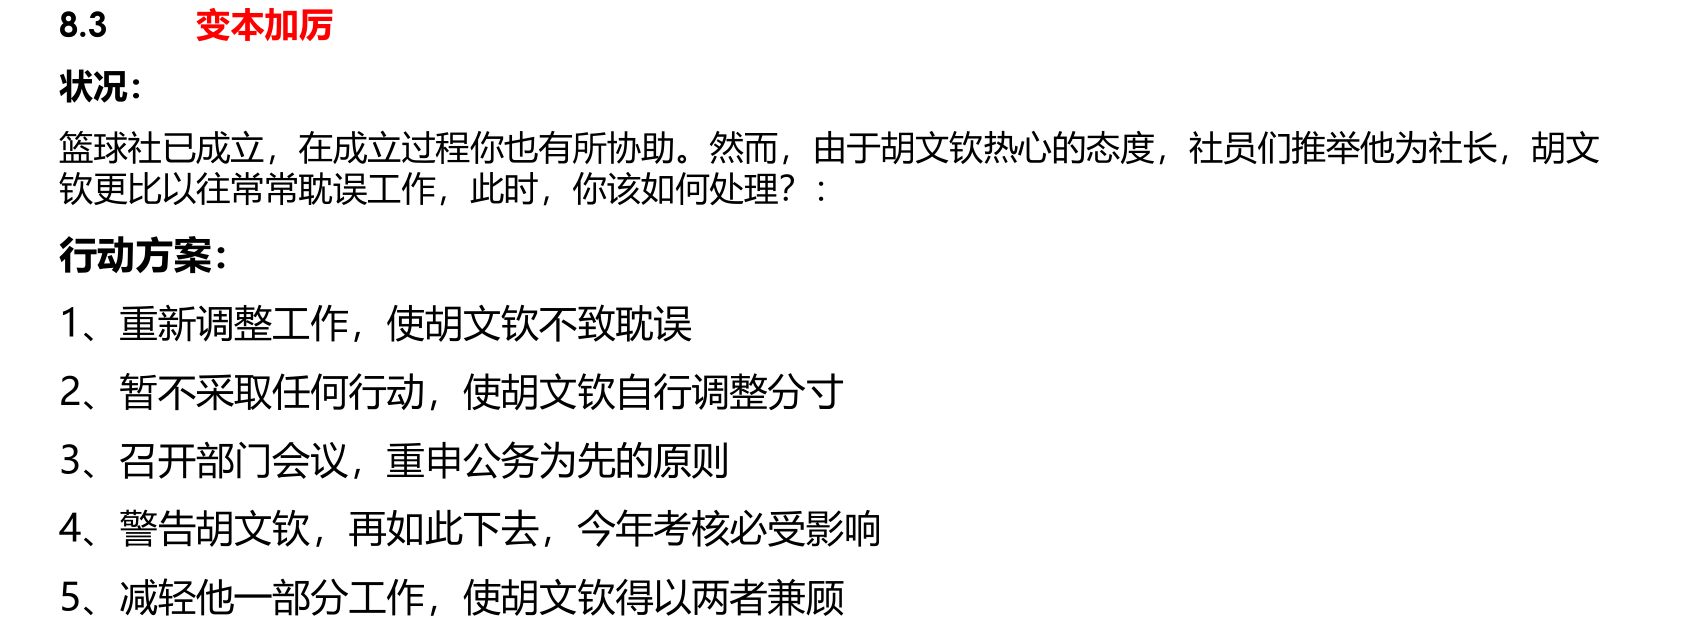 8.3 变本加厉
状况：
篮球社已成立，在成立过程你也有所协助。然而，由于胡文钦热心的态度，社员们推举他为社长，胡文
钦更比以往常常耽误工作，此时，你该如何处理？：
行动方案：
1、重新调整工作，使胡文钦不致耽误
2、暂不采取任何行动，使胡文钦自行调整分寸
3、召开部门会议，重申公务为先的原则
4、警告胡文钦，再如此下去，今年考核必受影响
5、减轻他一部分工作，使胡文钦得以两者兼顾